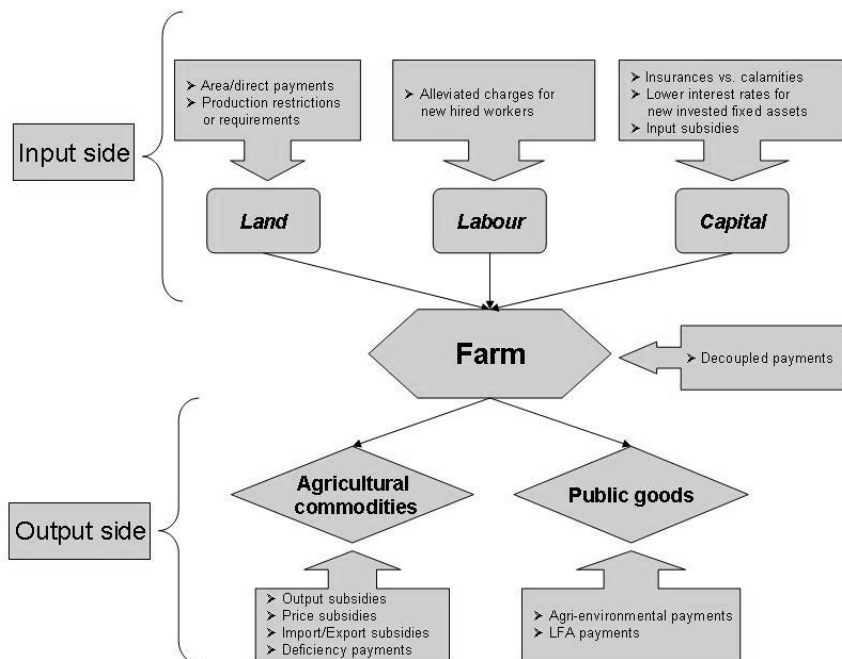 Input side
➢ Area/direct payments
➢ Production restrictions
or requirements
➢ Alleviated charges for
new hired workers
➢ Insurances vs. calamities
➢ Lower interest rates for
new invested fixed assets
➢ Input subsidies
Land
Labour
Capital
Farm
➢ Decoupled payments
Output side
Agricultural
commodities
Public goods
➢ Output subsidies
➢ Price subsidies
➢ Import/Export subsidies
➢ Deficiency payments
➢ Agri-environmental payments
➢ LFA payments